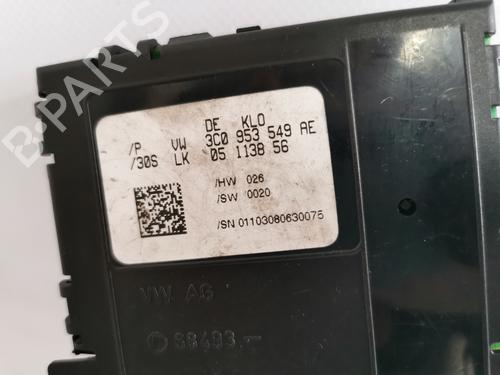 B-PARTS
DE KLO
/P VW 3C0 953 549 AE
/30S LK 05 1138 56
/HW 026
/SW 0020
/SN 01103080630075
VW AG